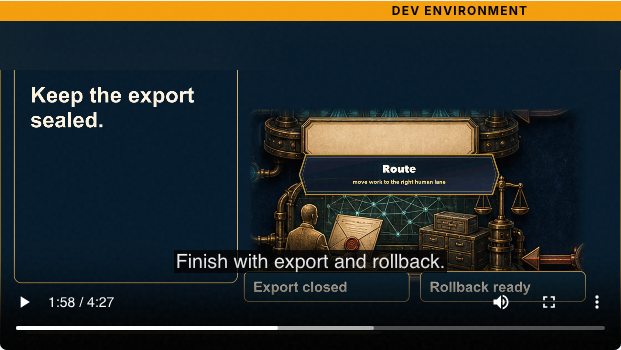 DEV ENVIRONMENT
Keep the export
sealed.
Route
move work to the right human lane
Finish with export and rollback.
Export closed
Rollback ready
1:58 / 4:27